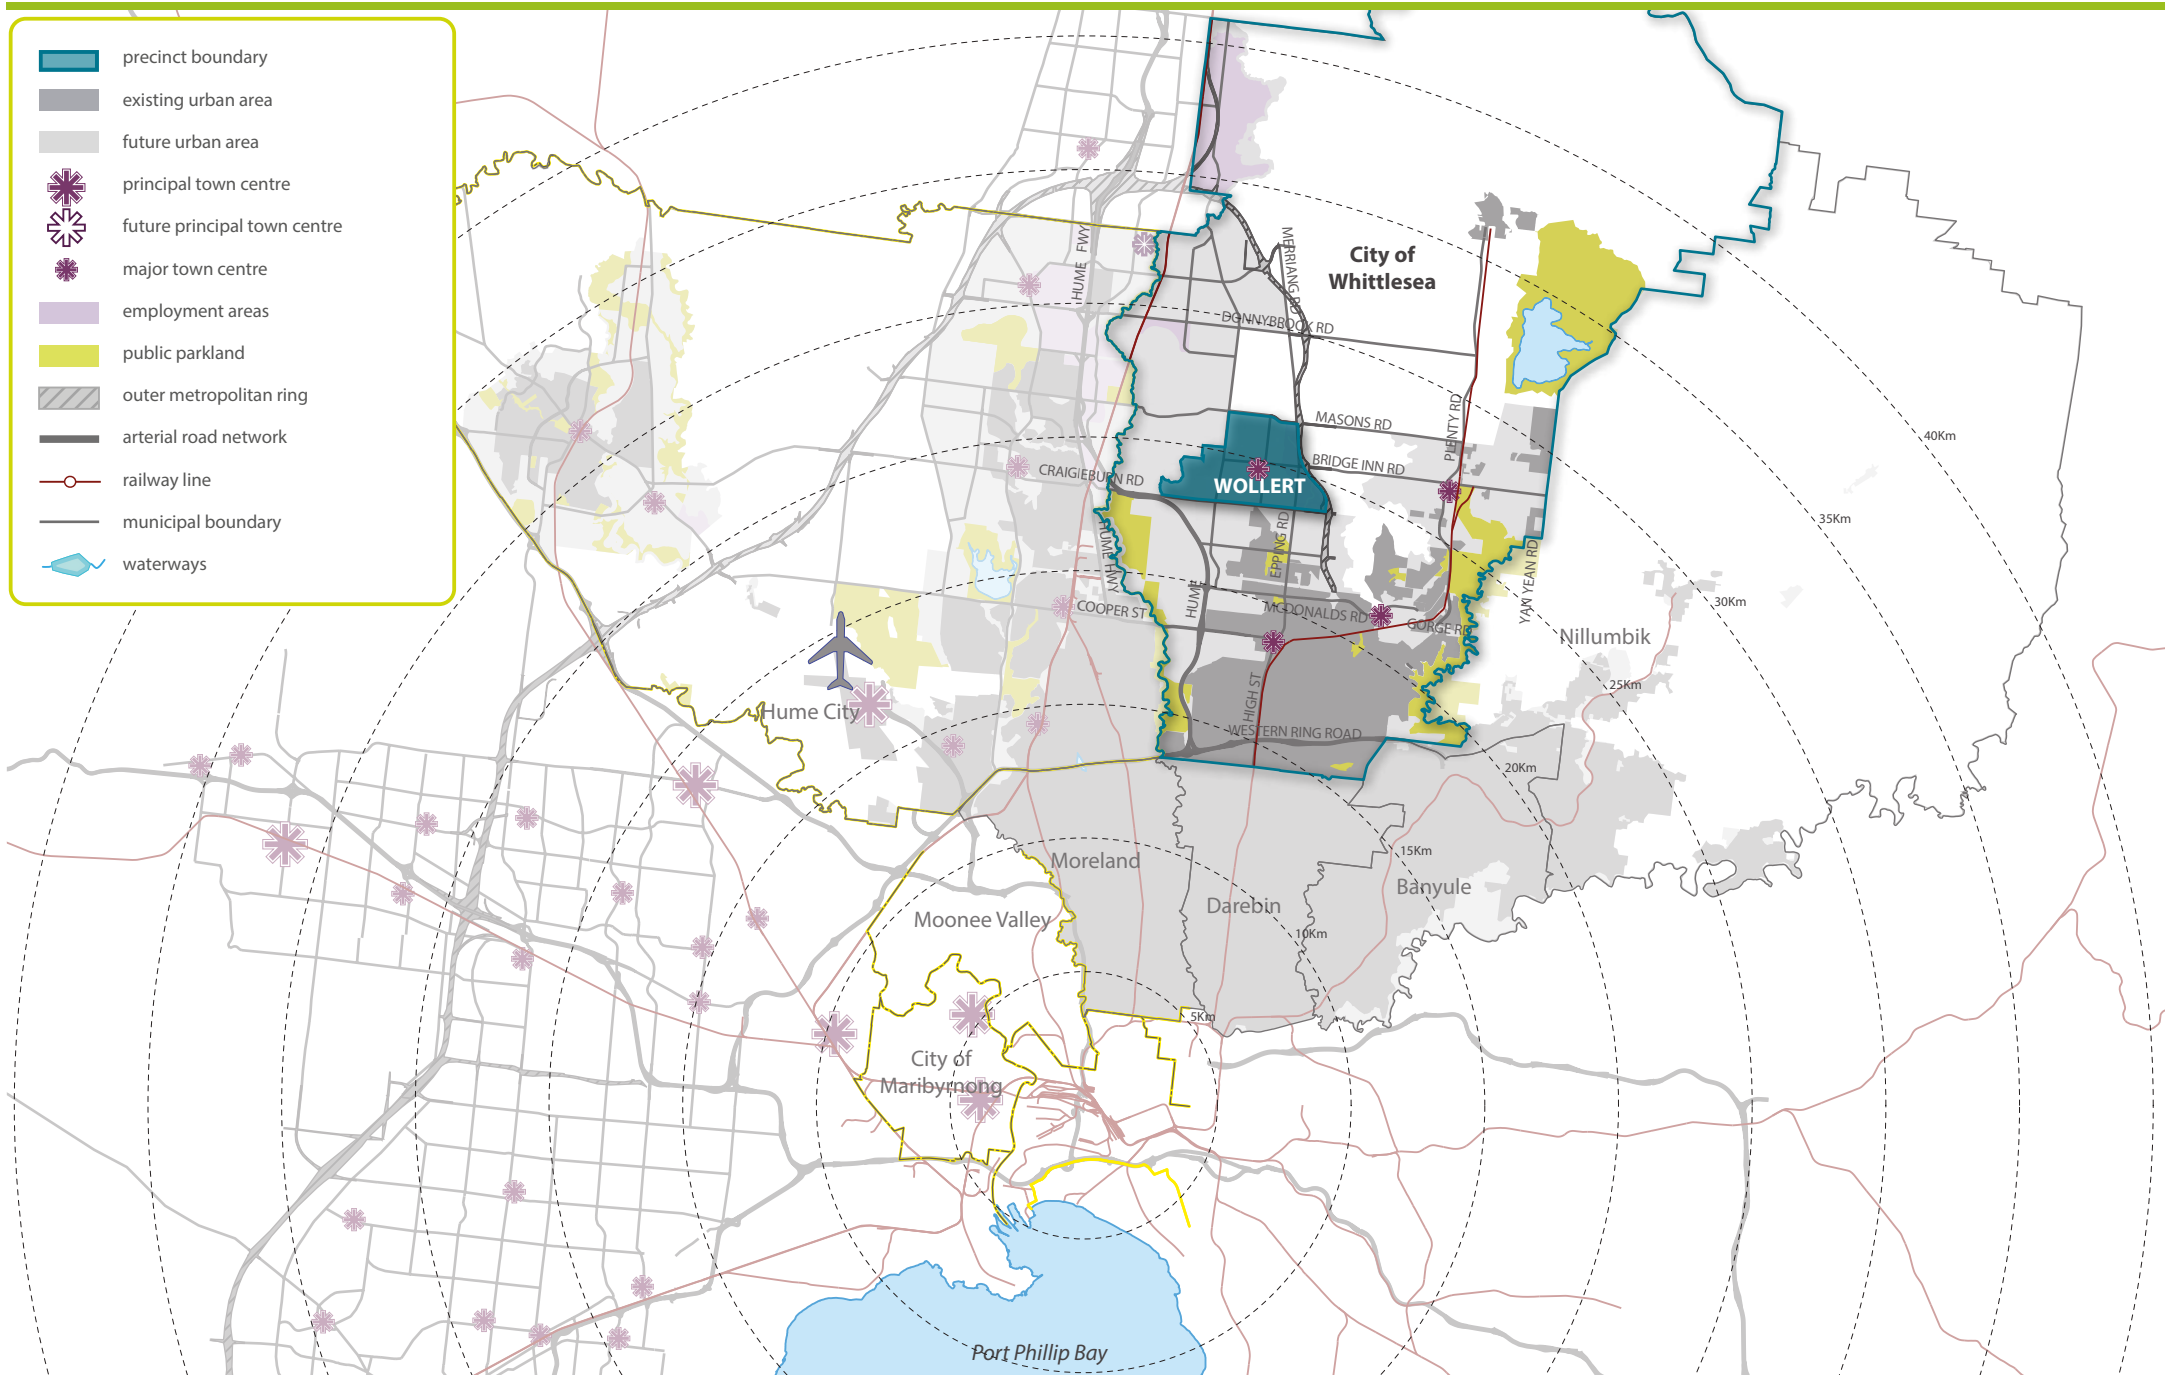 precinct boundary
existing urban area
future urban area
principal town centre
future principal town centre
major town centre
employment areas
public parkland
outer metropolitan ring
arterial road network
railway line
municipal boundary
waterways
HUME FWY
MERRIANG RD
City of
Whittlesea
DONNYBROOK RD
PLENTY RD
MASONS RD
BRIDGE INN RD
CRAIGIEBURN RD
WOLLERT
40Km
35Km
HUME HWY
EPPING RD
YAN YEAN RD
HUME
COOPER ST
MCDONALDS RD
GORGE RD
30Km
Nillumbik
25Km
Hume City
HIGH ST
WESTERN RING ROAD
20Km
15Km
Moreland
Banyule
Moonee Valley
Darebin
10Km
5Km
City of
Maribyrnong
Port Phillip Bay